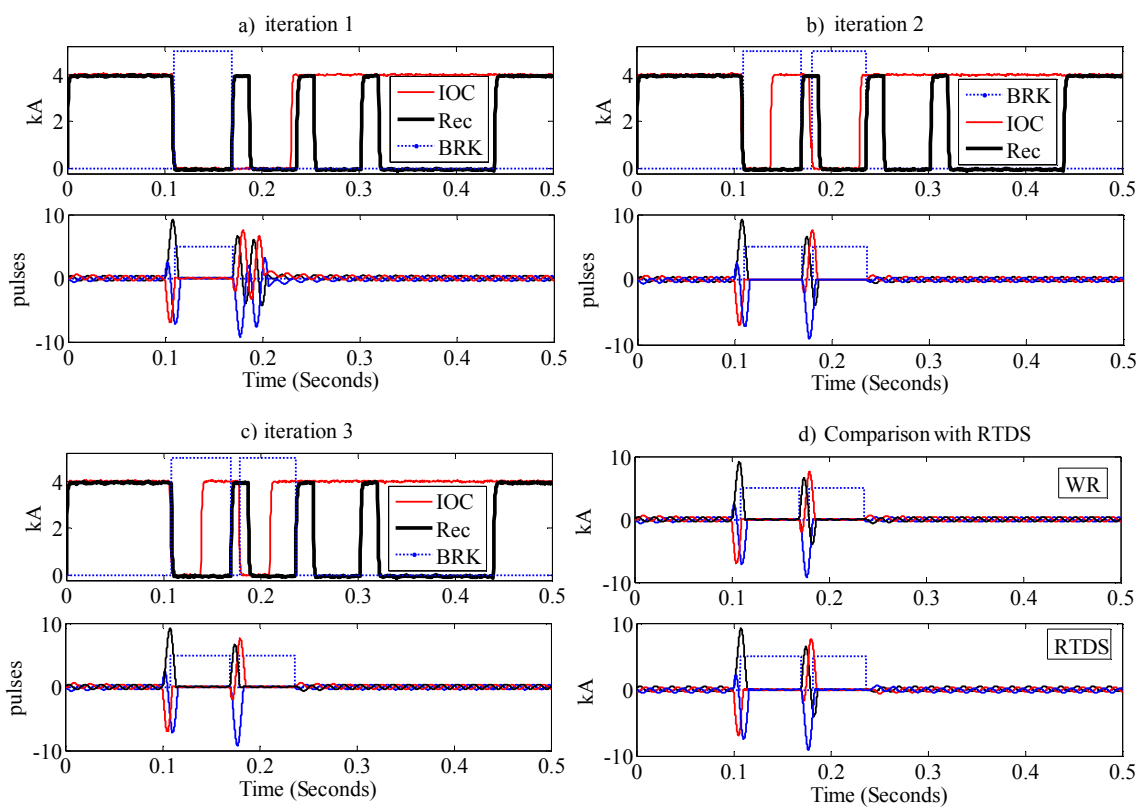 a) iteration 1
kA
4
2
0
IOC
Rec
BRK
0 0.1 0.2 0.3 0.4 0.5
pulses
10
0
-10
0 0.1 0.2 0.3 0.4 0.5
Time (Seconds)
b) iteration 2
kA
4
2
0
BRK
IOC
Rec
0 0.1 0.2 0.3 0.4 0.5
pulses
10
0
-10
0 0.1 0.2 0.3 0.4 0.5
Time (Seconds)
c) iteration 3
kA
4
2
0
IOC
Rec
BRK
0 0.1 0.2 0.3 0.4 0.5
pulses
10
0
-10
0 0.1 0.2 0.3 0.4 0.5
Time (Seconds)
d) Comparison with RTDS
kA
10
0
-10
WR
0 0.1 0.2 0.3 0.4 0.5
kA
10
0
-10
RTDS
0 0.1 0.2 0.3 0.4 0.5
Time (Seconds)